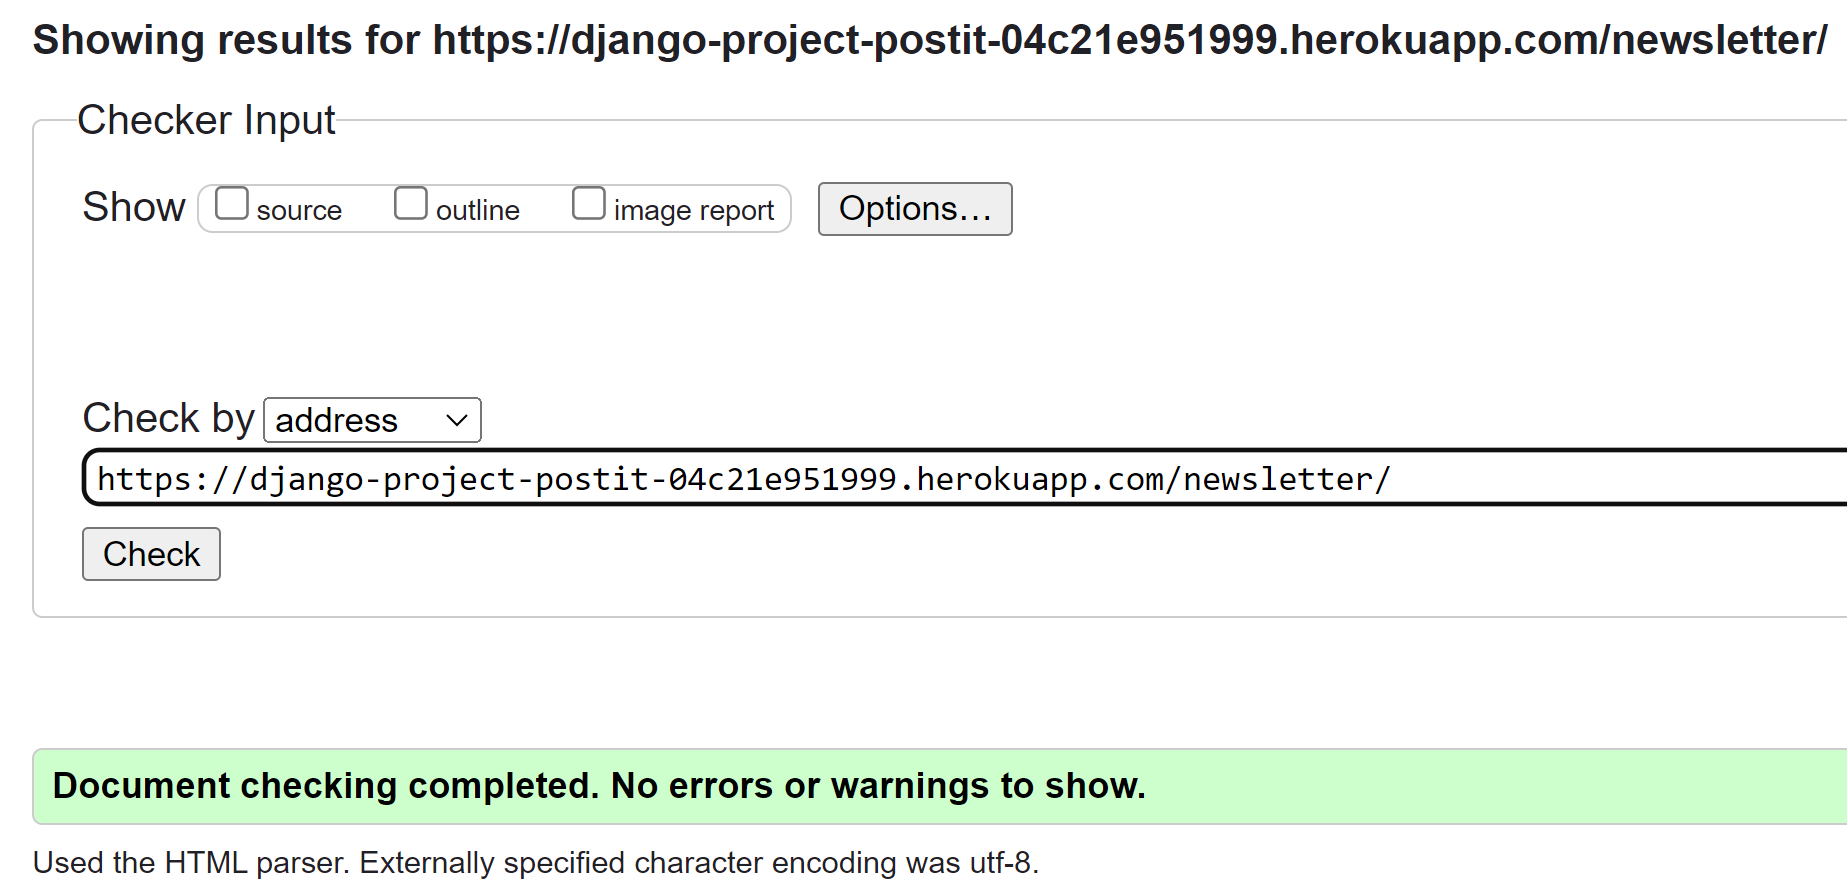 Showing results for https://django-project-postit-04c21e951999.herokuapp.com/newsletter/
Checker Input
Show source outline image report Options…
Check by address
https://django-project-postit-04c21e951999.herokuapp.com/newsletter/
Check
Document checking completed. No errors or warnings to show.
Used the HTML parser. Externally specified character encoding was utf-8.